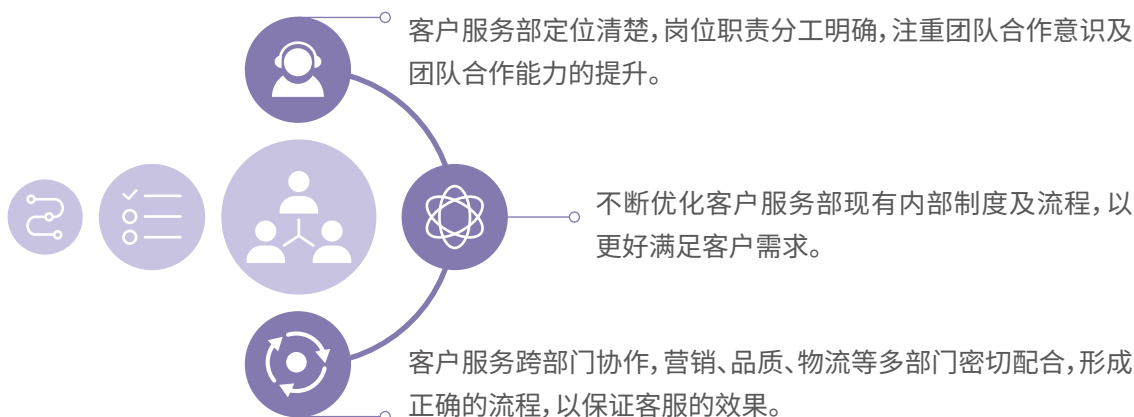 客户服务部定位清楚，岗位职责分工明确，注重团队合作意识及
团队合作能力的提升。
不断优化客户服务部现有内部制度及流程，以
更好满足客户需求。
客户服务跨部门协作，营销、品质、物流等多部门密切配合，形成
正确的流程，以保证客服的效果。